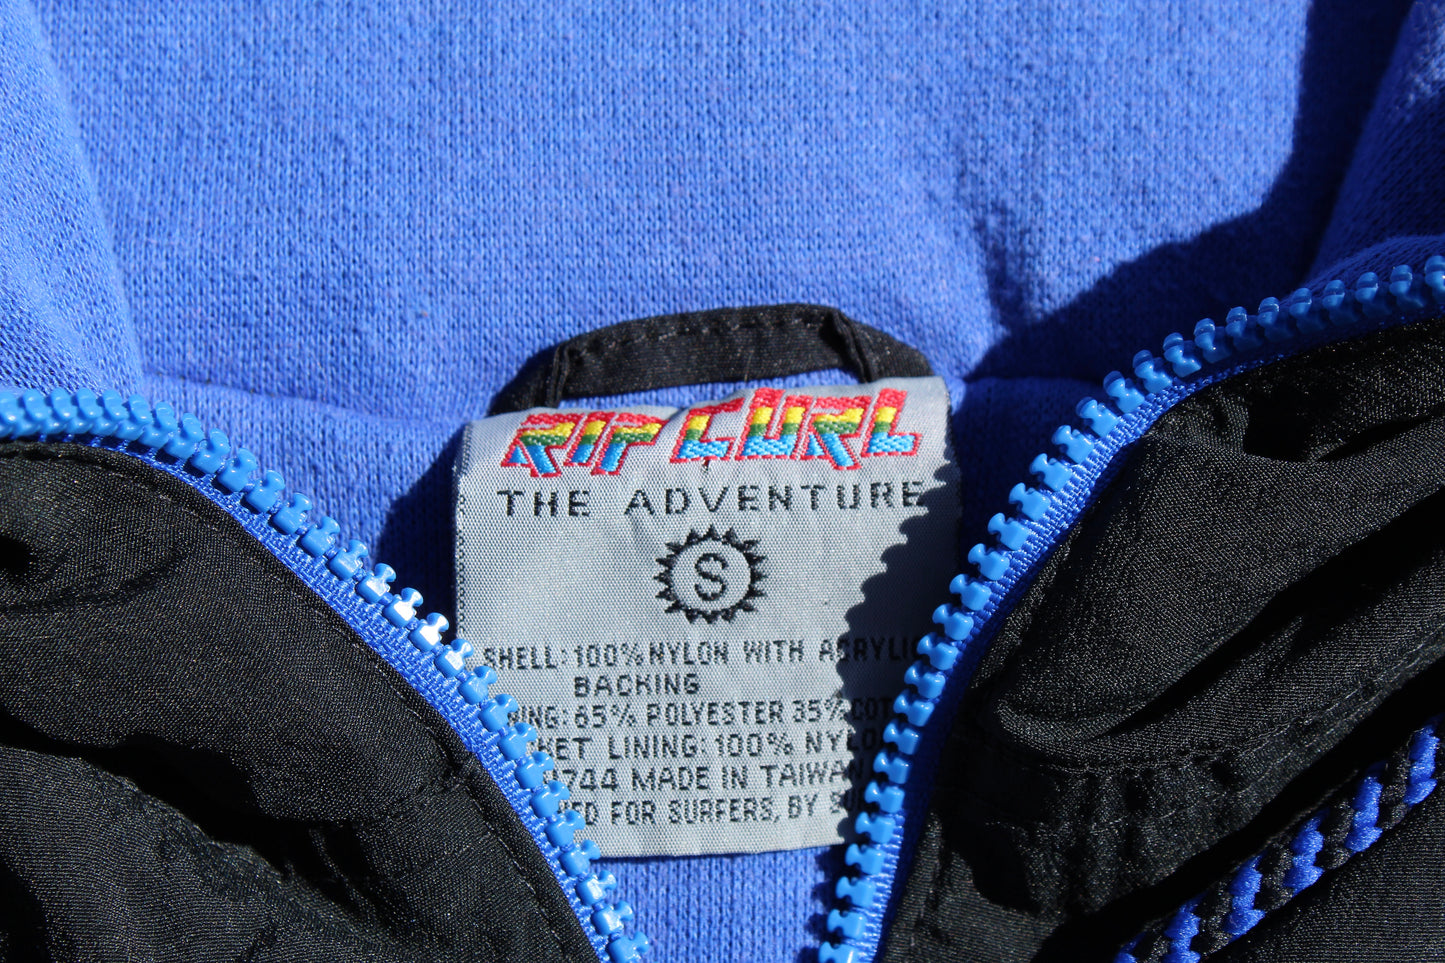 RIP CURL
THE ADVENTURE
S
SHELL: 100% NYLON WITH ACRYLIC
BACKING
65% POLYESTER 35%
LINING: 100%
744 MADE IN TAIWAN
FOR SURFERS, BY